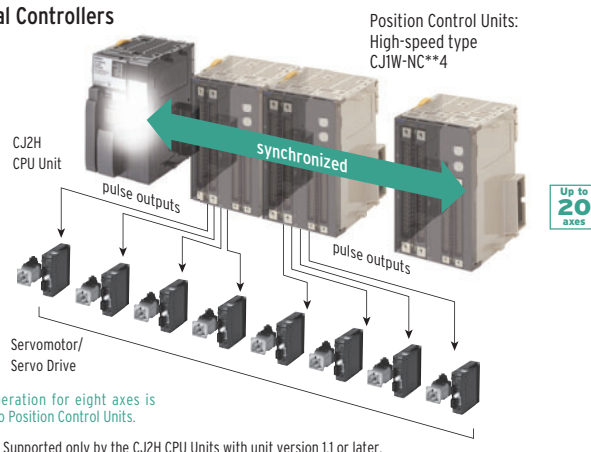 al Controllers
Position Control Units:
High-speed type
CJ1W-NC**4
CJ2H
CPU Unit
synchronized
Up to
20
axes
pulse outputs
pulse outputs
Servomotor/
Servo Drive
eration for eight axes is
o Position Control Units.
Supported only by the CJ2H CPU Units with unit version 1.1 or later.